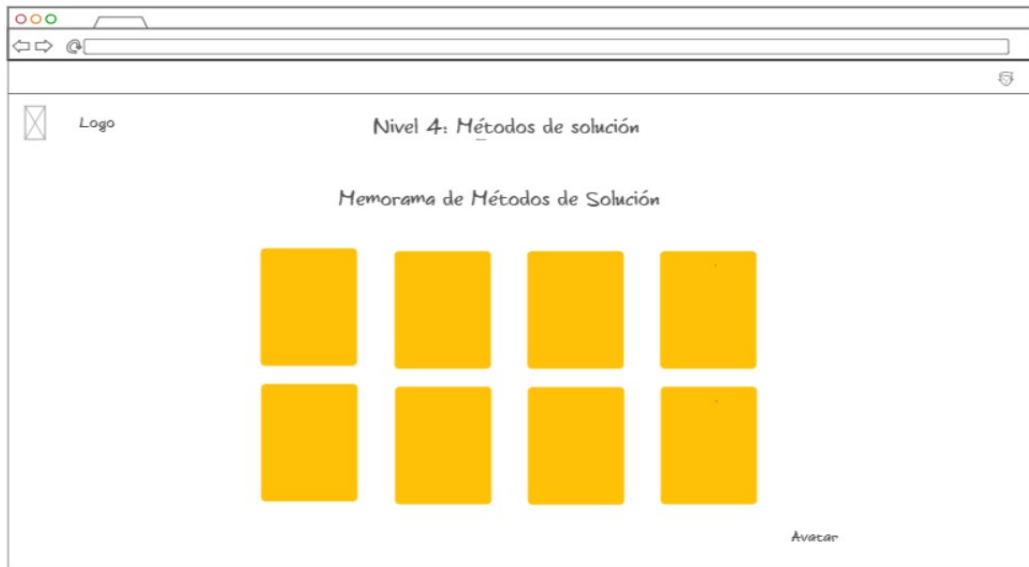 Logo
Nivel 4: Métodos de solución
Memorama de Métodos de Solución
Avatar